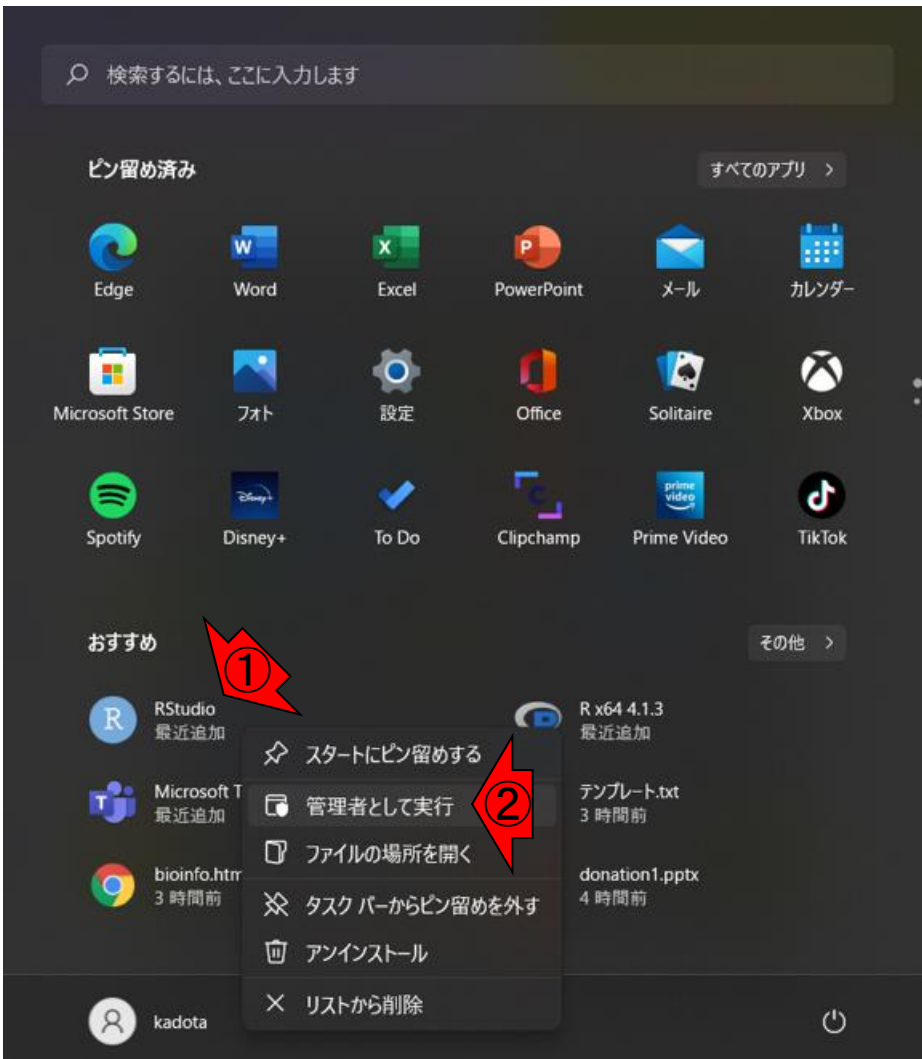 検索するには、ここに入力します
ピン留め済み
すべてのアプリ >
Edge
Word
Excel
PowerPoint
メール
カレンダー
Microsoft Store
フォト
設定
Office
Solitaire
Xbox
Spotify
Disney+
To Do
Clipchamp
Prime Video
TikTok
おすすめ
その他 >
①
RStudio
最近追加
R x64 4.1.3
最近追加
スタートにピン留めする
Microsoft T
最近追加
管理者として実行
②
テンプレート.txt
3 時間前
ファイルの場所を開く
bioinfo.htm
3 時間前
donation1.pptx
4 時間前
タスク バーからピン留めを外す
アンインストール
リストから削除
kadota